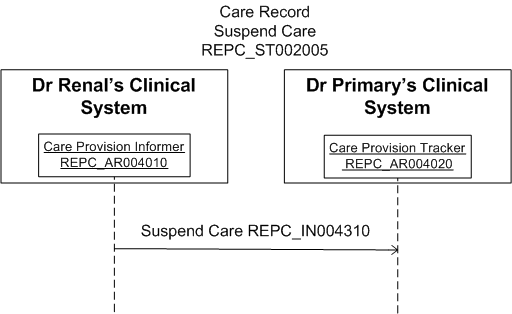 Care Record
Suspend Care
REPC_ST002005
Dr Renal's Clinical
System
Care Provision Informer
REPC_AR004010
Dr Primary's Clinical
System
Care Provision Tracker
REPC_AR004020
Suspend Care REPC_IN004310